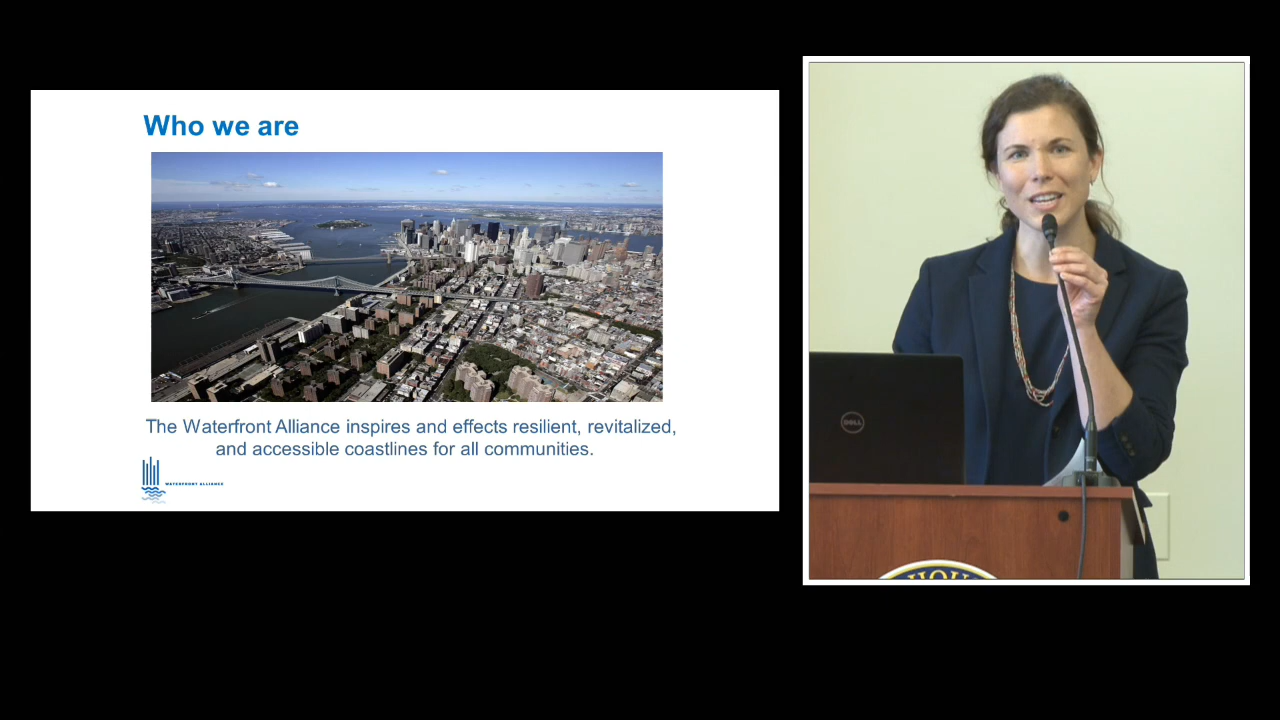 Who we are
The Waterfront Alliance inspires and effects resilient, revitalized,
and accessible coastlines for all communities.
WATERFRONT ALLIANCE
DELL